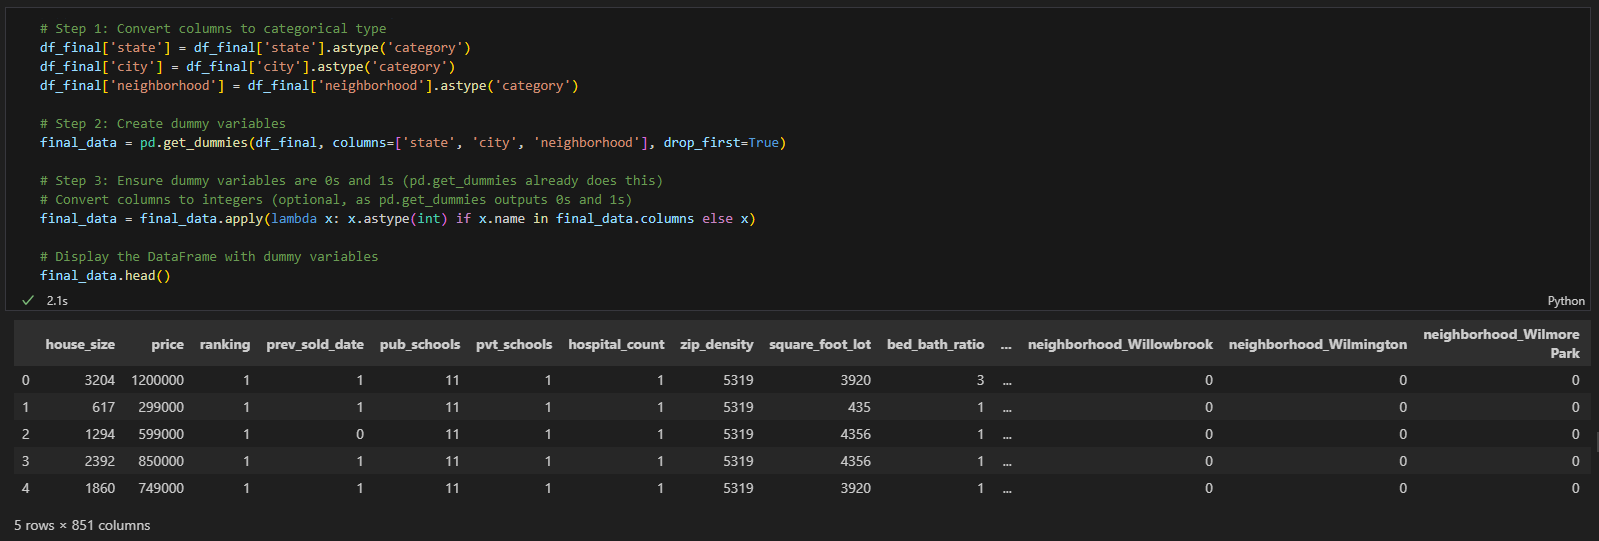 # Step 1: Convert columns to categorical type
df_final['state'] = df_final['state'].astype('category')
df_final['city'] = df_final['city'].astype('category')
df_final['neighborhood'] = df_final['neighborhood'].astype('category')
# Step 2: Create dummy variables
final_data = pd.get_dummies(df_final, columns=['state', 'city', 'neighborhood'], drop_first=True)
# Step 3: Ensure dummy variables are 0s and 1s (pd.get_dummies already does this)
# Convert columns to integers (optional, as pd.get_dummies outputs 0s and 1s)
final_data = final_data.apply(lambda x: x.astype(int) if x.name in final_data.columns else x)
# Display the DataFrame with dummy variables
final_data.head()
2.1s Python
house_size price ranking prev_sold_date pub_schools pvt_schools hospital_count zip_density square_foot_lot bed_bath_ratio ... neighborhood_Willowbrook neighborhood_Wilmington neighborhood_Wilmore
Park
0 3204 1200000 1 1 11 1 1 5319 3920 3 ... 0 0 0
1 617 299000 1 1 11 1 1 5319 435 1 ... 0 0 0
2 1294 599000 1 0 11 1 1 5319 4356 1 ... 0 0 0
3 2392 850000 1 1 11 1 1 5319 4356 1 ... 0 0 0
4 1860 749000 1 1 11 1 1 5319 3920 1 ... 0 0 0
5 rows × 851 columns